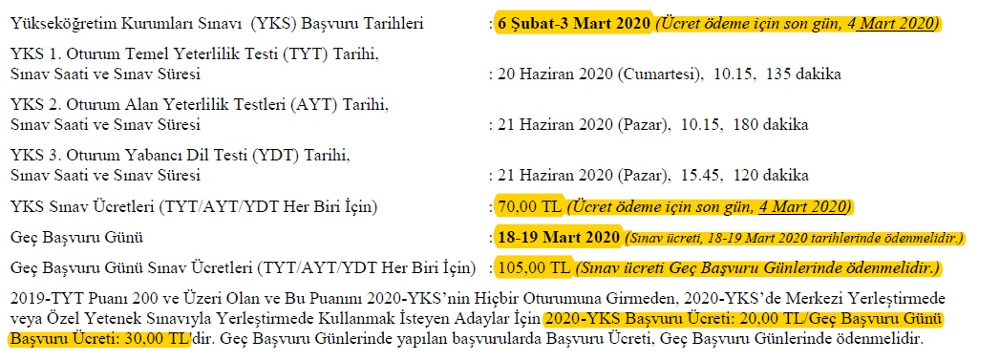 Yükseköğretim Kurumları Sınavı (YKS) Başvuru Tarihleri : 6 Şubat-3 Mart 2020 (Ücret ödeme için son gün, 4 Mart 2020)
YKS 1. Oturum Temel Yeterlilik Testi (TYT) Tarihi,
Sınav Saati ve Sınav Süresi : 20 Haziran 2020 (Cumartesi), 10.15, 135 dakika
YKS 2. Oturum Alan Yeterlilik Testleri (AYT) Tarihi,
Sınav Saati ve Sınav Süresi : 21 Haziran 2020 (Pazar), 10.15, 180 dakika
YKS 3. Oturum Yabancı Dil Testi (YDT) Tarihi,
Sınav Saati ve Sınav Süresi : 21 Haziran 2020 (Pazar), 15.45, 120 dakika
YKS Sınav Ücretleri (TYT/AYT/YDT Her Biri İçin) : 70,00 TL (Ücret ödeme için son gün, 4 Mart 2020)
Geç Başvuru Günü : 18-19 Mart 2020 (Sınav ücreti, 18-19 Mart 2020 tarihlerinde ödenmelidir.)
Geç Başvuru Günü Sınav Ücretleri (TYT/AYT/YDT Her Biri İçin) : 105,00 TL (Sınav ücreti Geç Başvuru Günlerinde ödenmelidir.)
2019-TYT Puanı 200 ve Üzeri Olan ve Bu Puanını 2020-YKS’nin Hiçbir Oturumuna Girmeden, 2020-YKS’de Merkezi Yerleştirmede
veya Özel Yetenek Sınavıyla Yerleştirmede Kullanmak İsteyen Adaylar İçin 2020-YKS Başvuru Ücreti: 20,00 TL/Geç Başvuru Günü
Başvuru Ücreti: 30,00 TL'dir. Geç Başvuru Günlerinde yapılan başvurularda Başvuru Ücreti, Geç Başvuru Günlerinde ödenmelidir.